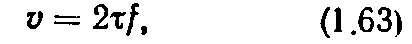 v = 2τf, (1.63)